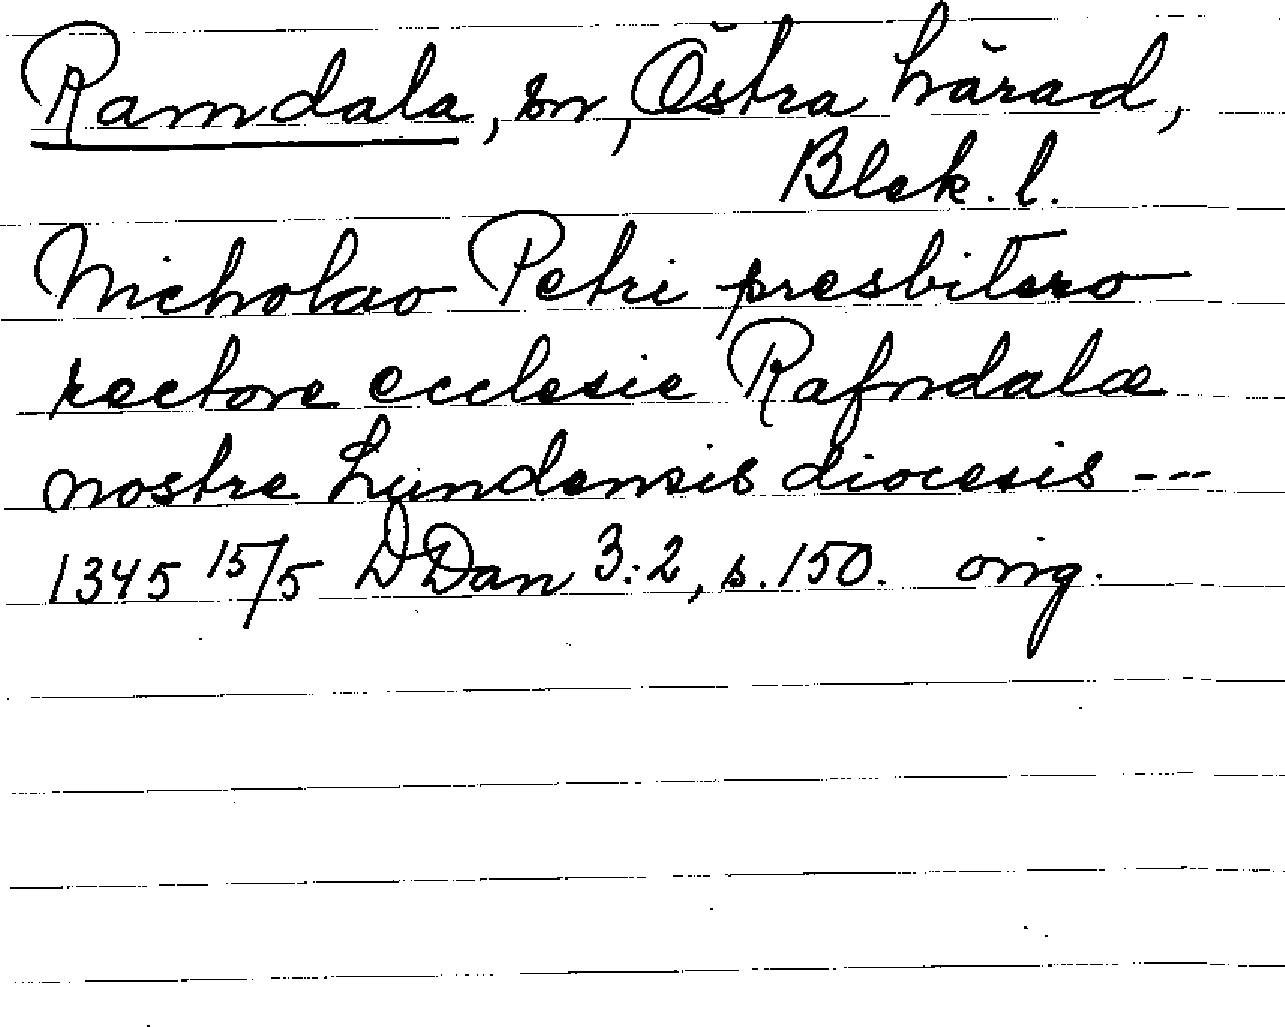 Ramdala, sn, Östra härad,
Blek. l.
Nicholao Petri presbitero
rectore ecclesie Rafndalæ
nostre Lundensis diocesis ---
1345 15/5 DDan 3:2, s. 150. orig.